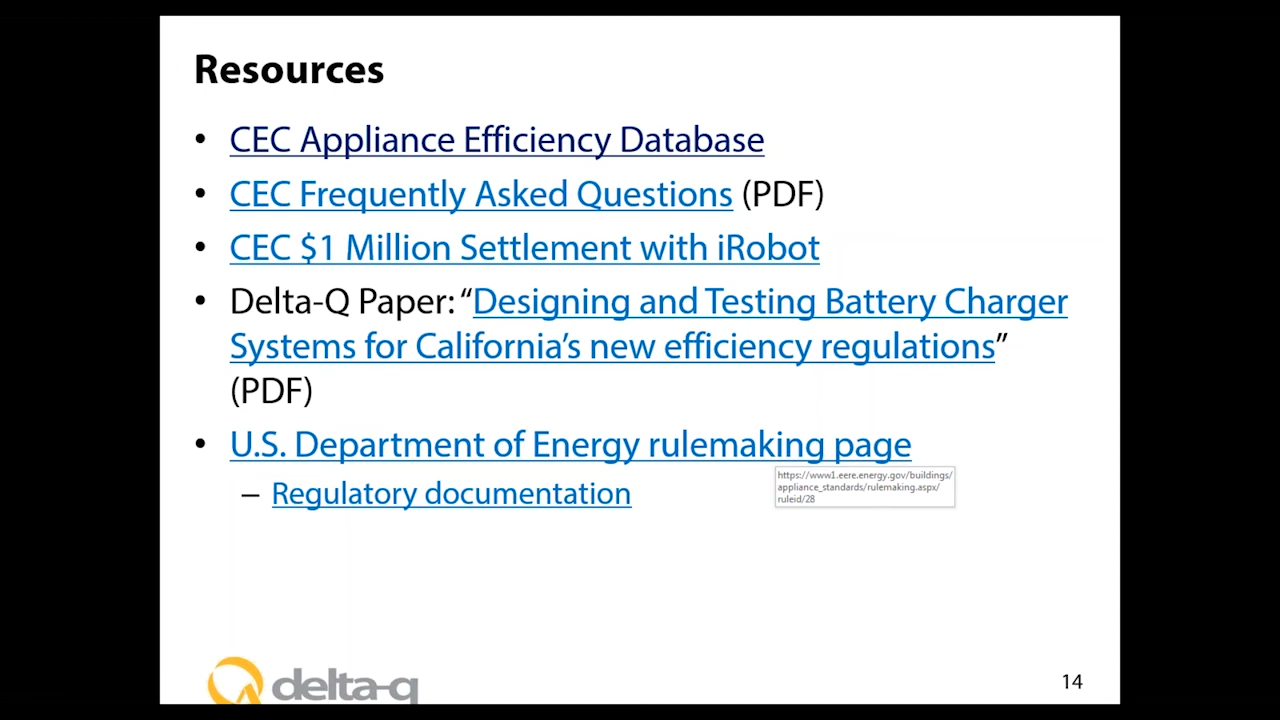 Resources
• CEC Appliance Efficiency Database
• CEC Frequently Asked Questions (PDF)
• CEC $1 Million Settlement with iRobot
• Delta-Q Paper: “Designing and Testing Battery Charger
Systems for California’s new efficiency regulations”
(PDF)
• U.S. Department of Energy rulemaking page
https://www1.eere.energy.gov/buildings/
appliance_standards/rulemaking.aspx/
ruleid/28
– Regulatory documentation
delta-q
14